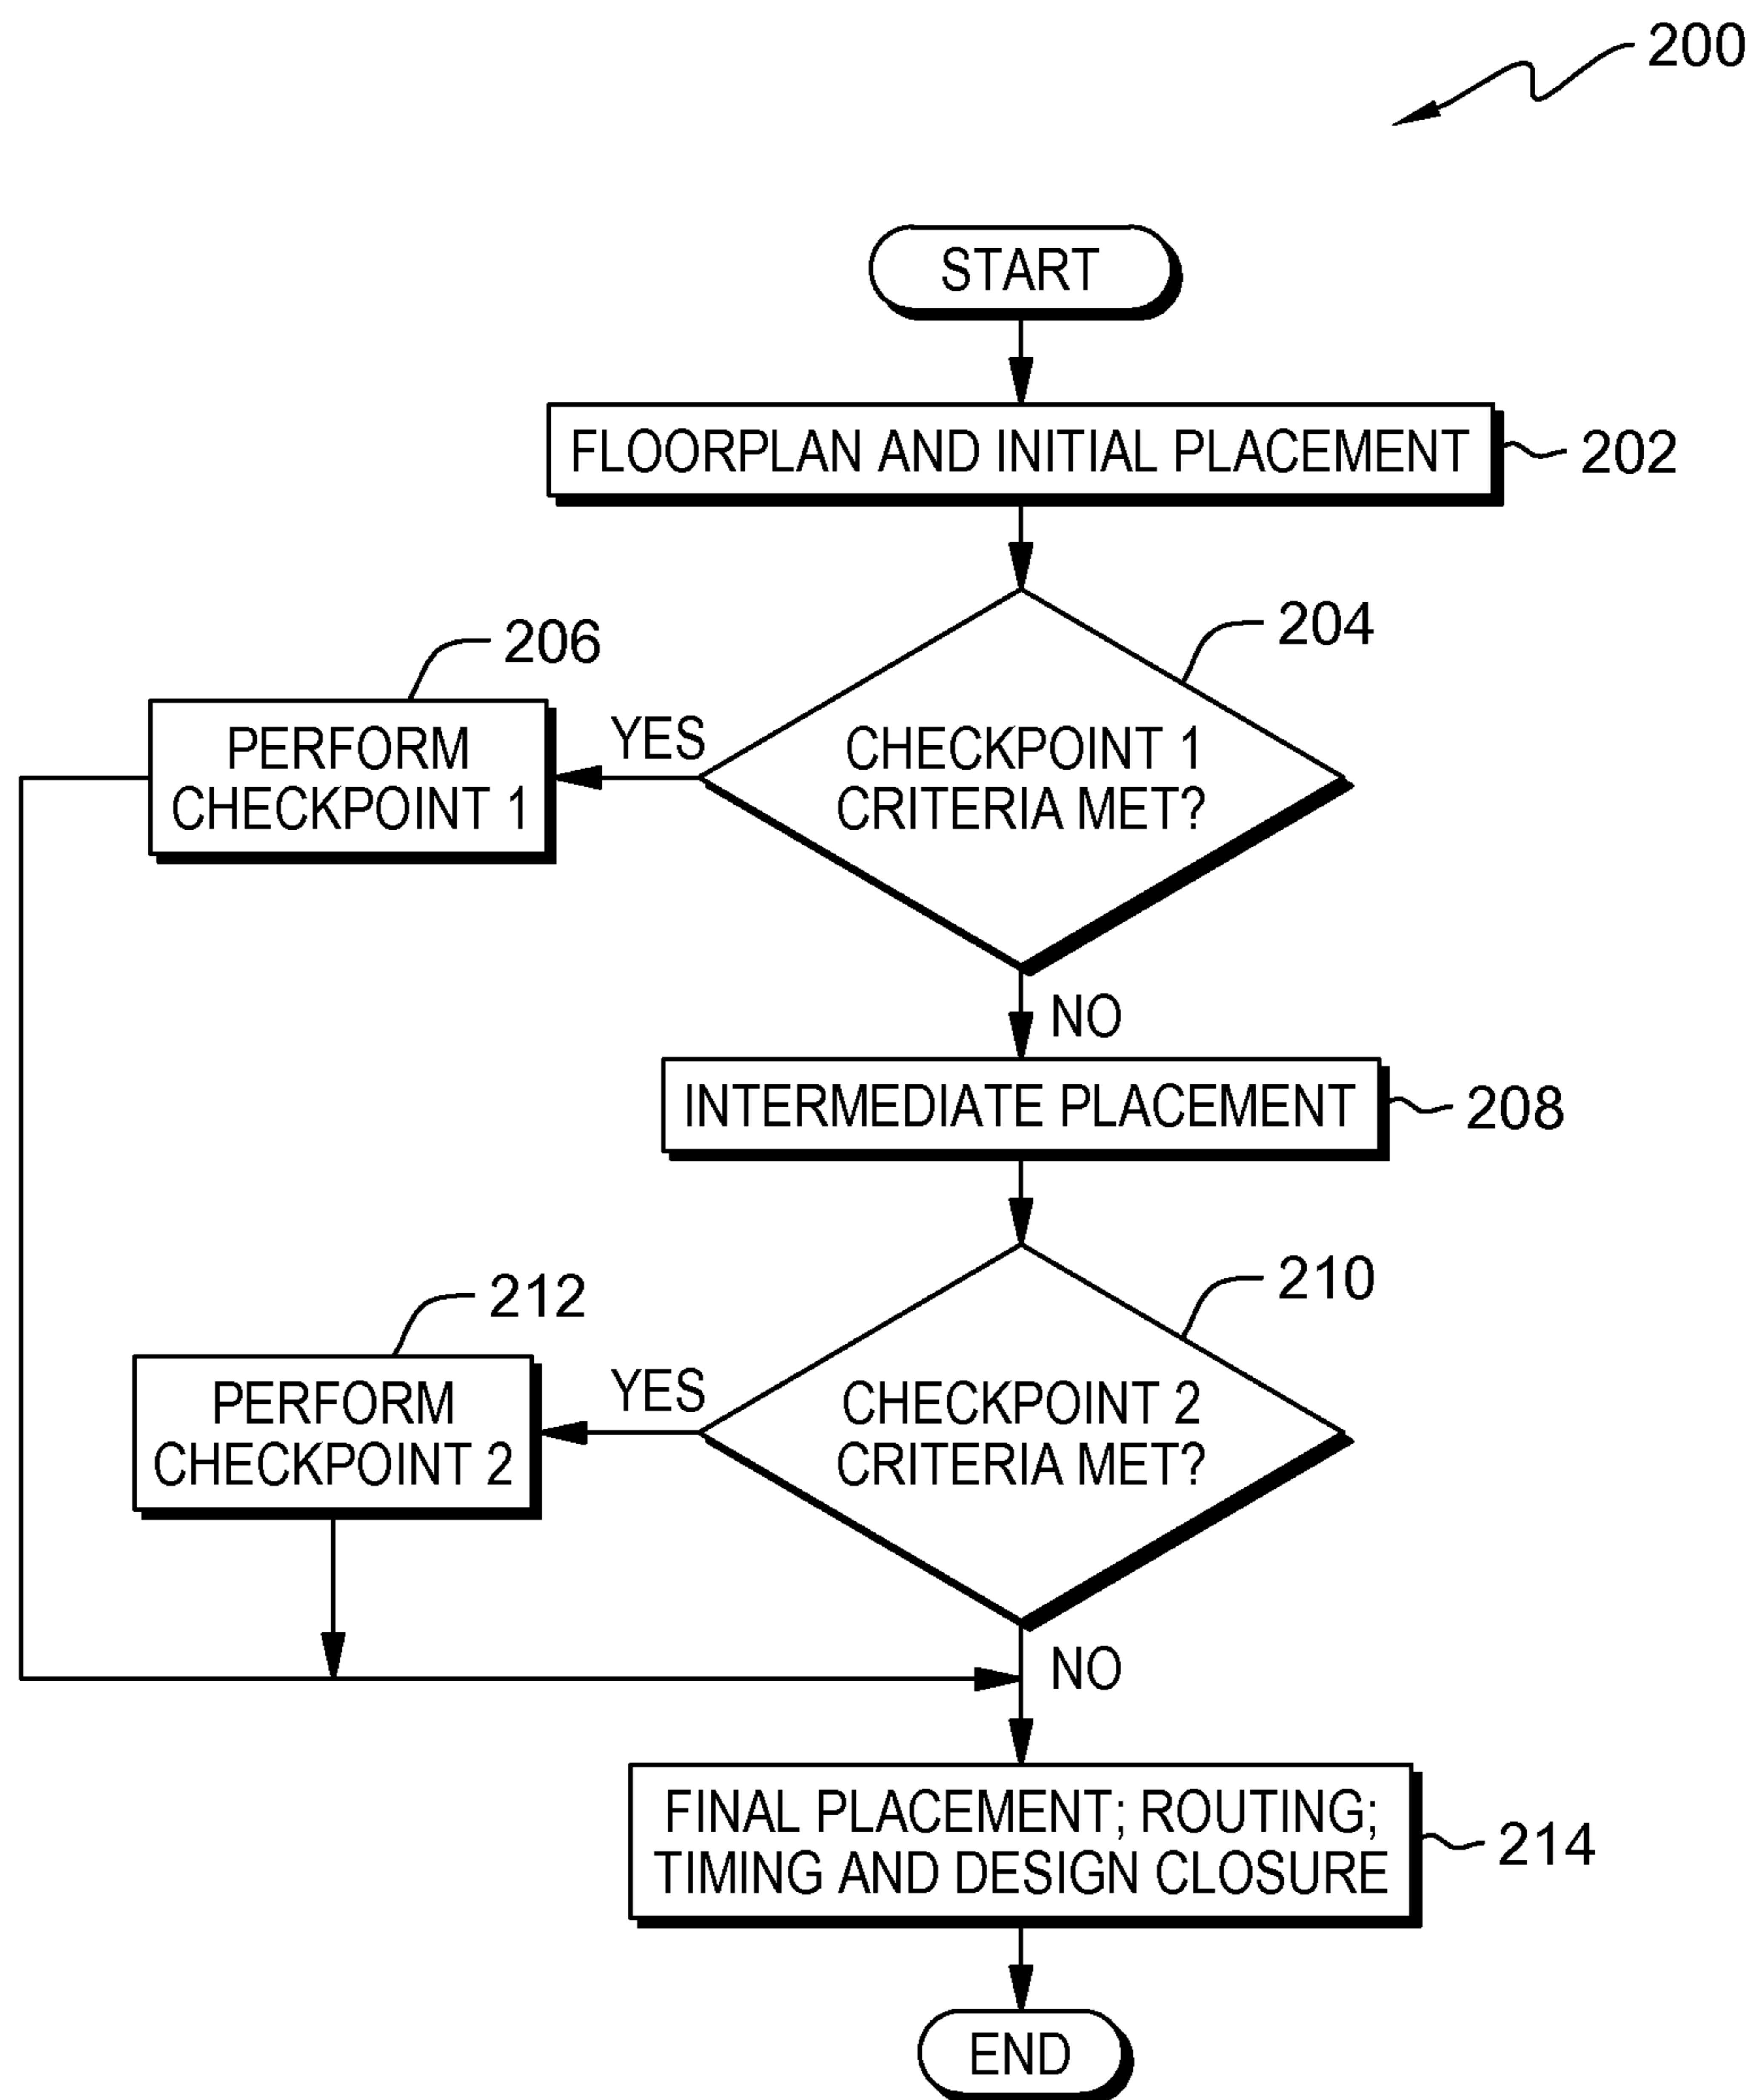 200
START
FLOORPLAN AND INITIAL PLACEMENT
202
204
206
CHECKPOINT 1
CRITERIA MET?
YES
PERFORM
CHECKPOINT 1
NO
INTERMEDIATE PLACEMENT
208
210
212
CHECKPOINT 2
CRITERIA MET?
YES
PERFORM
CHECKPOINT 2
NO
FINAL PLACEMENT; ROUTING;
TIMING AND DESIGN CLOSURE
214
END